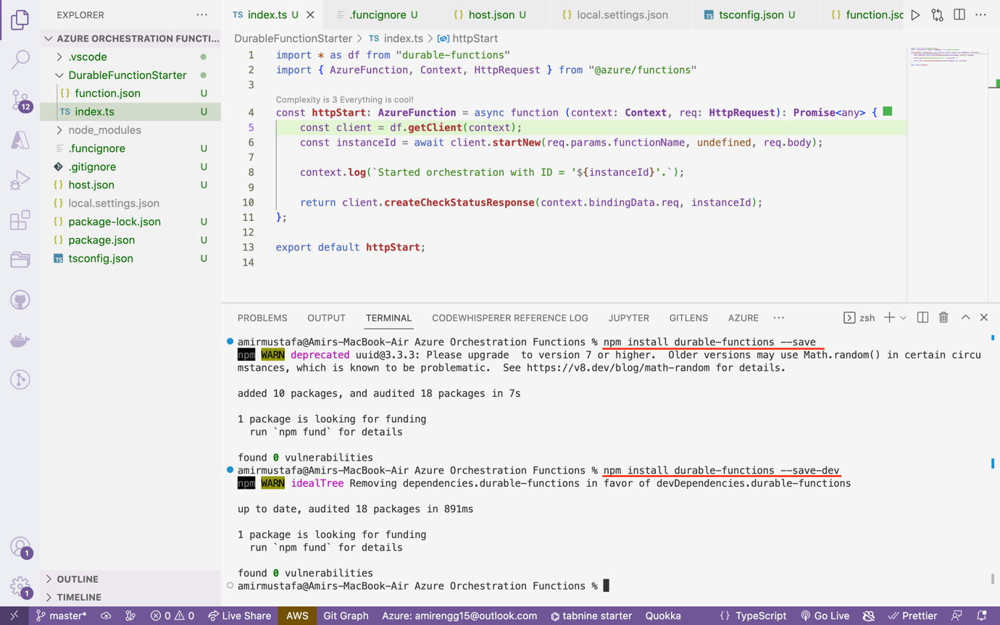 EXPLORER
AZURE ORCHESTRATION FUNCTI...
.vscode
DurableFunctionStarter
{} function.json U
TS index.ts U
node_modules
.funcignore U
.gitignore U
{} host.json U
{} local.settings.json
{} package-lock.json U
{} package.json U
TS tsconfig.json U
OUTLINE
TIMELINE
12
1
1
TS index.ts U
.funcignore U
{} host.json U
{} local.settings.json
TS tsconfig.json U
{} function.jsc
DurableFunctionStarter > TS index.ts > httpStart
1 import * as df from "durable-functions"
2 import { AzureFunction, Context, HttpRequest } from "@azure/functions"
3
Complexity is 3 Everything is cool!
4 const httpStart: AzureFunction = async function (context: Context, req: HttpRequest): Promise<any> {
5 const client = df.getClient(context);
6 const instanceId = await client.startNew(req.params.functionName, undefined, req.body);
7
8 context.log(`Started orchestration with ID = '${instanceId}'.`);
9
10 return client.createCheckStatusResponse(context.bindingData.req, instanceId);
11 };
12
13 export default httpStart;
14
PROBLEMS OUTPUT TERMINAL CODEWHISPERER REFERENCE LOG JUPYTER GITLENS AZURE ... zsh
amirmustafa@Amirs-MacBook-Air Azure Orchestration Functions % npm install durable-functions --save
npm WARN deprecated uuid@3.3.3: Please upgrade  to version 7 or higher.  Older versions may use Math.random() in certain circu
mstances, which is known to be problematic.  See https://v8.dev/blog/math-random for details.
added 10 packages, and audited 18 packages in 7s
1 package is looking for funding
run `npm fund` for details
found 0 vulnerabilities
amirmustafa@Amirs-MacBook-Air Azure Orchestration Functions % npm install durable-functions --save-dev
npm WARN idealTree Removing dependencies.durable-functions in favor of devDependencies.durable-functions
up to date, audited 18 packages in 891ms
1 package is looking for funding
run `npm fund` for details
found 0 vulnerabilities
amirmustafa@Amirs-MacBook-Air Azure Orchestration Functions %
master* 0 0 Live Share AWS Git Graph Azure: amirengg15@outlook.com tabnine starter Quokka {} TypeScript Go Live Prettier